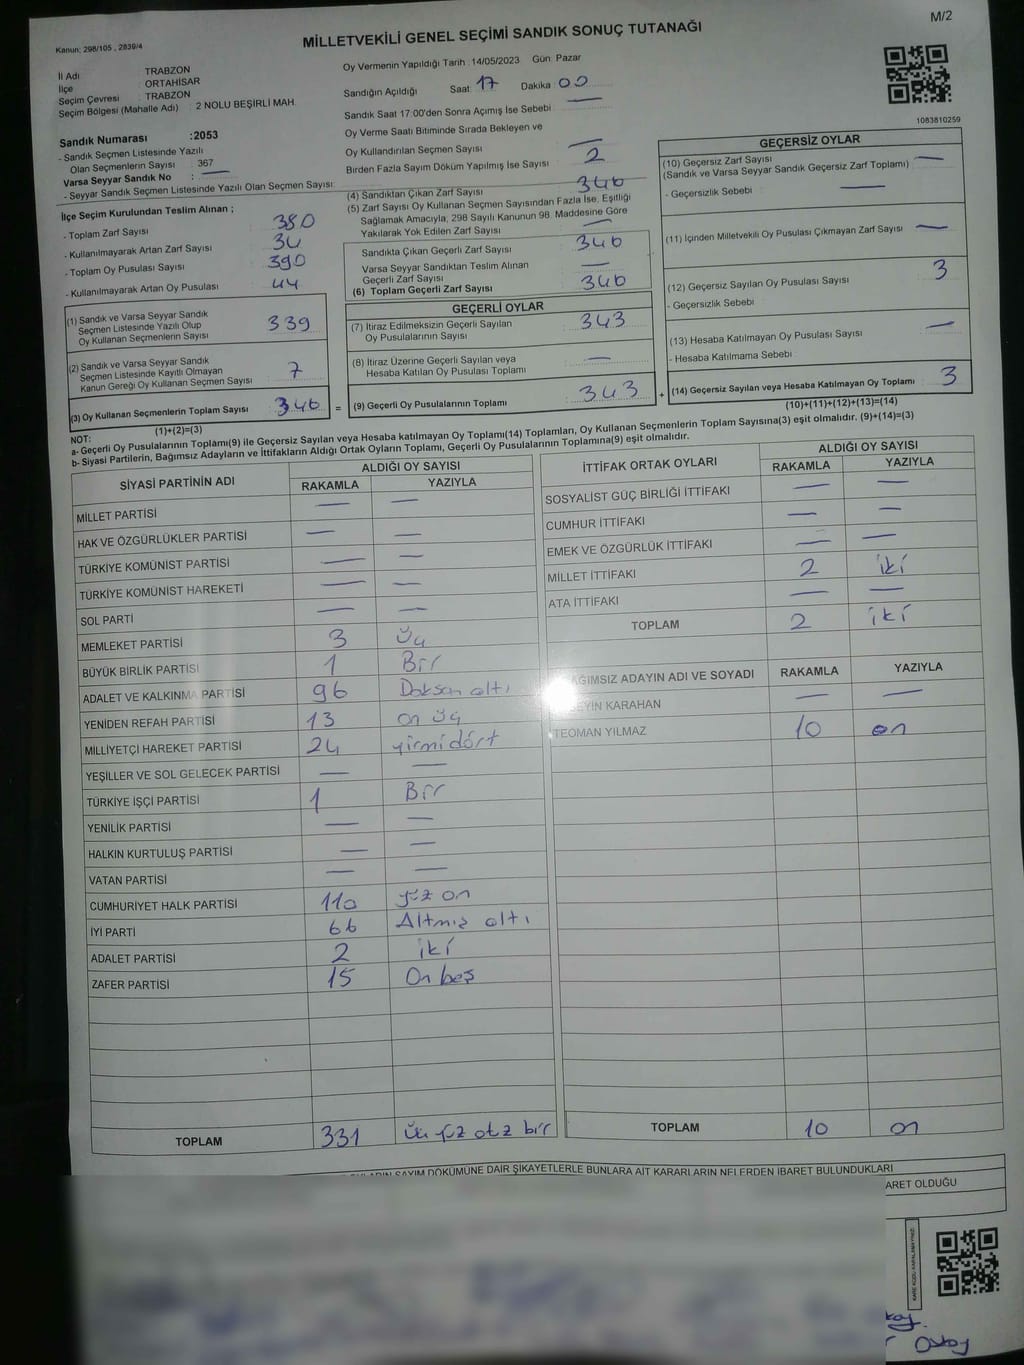 M/2
Kanun: 298/105 , 2839/4
MİLLETVEKİLİ GENEL SEÇİMİ SANDIK SONUÇ TUTANAĞI
İl Adı TRABZON
İlçe ORTAHİSAR
Seçim Çevresi TRABZON
Seçim Bölgesi (Mahalle Adı) : 2 NOLU BEŞİRLİ MAH.
Sandık Numarası :2053
- Sandık Seçmen Listesinde Yazılı
Olan Seçmenlerin Sayısı : 367
Varsa Seyyar Sandık No : —
- Seyyar Sandık Seçmen Listesinde Yazılı Olan Seçmen Sayısı:
İlçe Seçim Kurulundan Teslim Alınan ;
- Toplam Zarf Sayısı 380
- Kullanılmayarak Artan Zarf Sayısı 34
- Toplam Oy Pusulası Sayısı 390
- Kullanılmayarak Artan Oy Pusulası 44
(1) Sandık ve Varsa Seyyar Sandık
Seçmen Listesinde Yazılı Olup
Oy Kullanan Seçmenlerin Sayısı 339
(2) Sandık ve Varsa Seyyar Sandık
Seçmen Listesinde Kayıtlı Olmayan
Kanun Gereği Oy Kullanan Seçmen Sayısı 7
(3) Oy Kullanan Seçmenlerin Toplam Sayısı 346 =
(1)+(2)=(3)
Oy Vermenin Yapıldığı Tarih : 14/05/2023 Gün: Pazar
Sandığın Açıldığı Saat: 17 Dakika: 00
Sandık Saat 17:00'den Sonra Açımış İse Sebebi : —
Oy Verme Saati Bitiminde Sırada Bekleyen ve
Oy Kullandırılan Seçmen Sayısı —
Birden Fazla Sayım Döküm Yapılmış İse Sayısı 2
(4) Sandıktan Çıkan Zarf Sayısı 346
(5) Zarf Sayısı Oy Kullanan Seçmen Sayısından Fazla İse, Eşitliği
Sağlamak Amacıyla, 298 Sayılı Kanunun 98. Maddesine Göre
Yakılarak Yok Edilen Zarf Sayısı —
Sandıkta Çıkan Geçerli Zarf Sayısı 346
Varsa Seyyar Sandıktan Teslim Alınan
Geçerli Zarf Sayısı —
(6) Toplam Geçerli Zarf Sayısı 346
GEÇERLİ OYLAR
(7) İtiraz Edilmeksizin Geçerli Sayılan
Oy Pusulalarının Sayısı 343
(8) İtiraz Üzerine Geçerli Sayılan veya
Hesaba Katılan Oy Pusulası Toplamı —
(9) Geçerli Oy Pusulalarının Toplamı 343 +
1083810259
GEÇERSİZ OYLAR
(10) Geçersiz Zarf Sayısı —
(Sandık ve Varsa Seyyar Sandık Geçersiz Zarf Toplamı)
- Geçersizlik Sebebi : —
(11) İçinden Milletvekili Oy Pusulası Çıkmayan Zarf Sayısı —
(12) Geçersiz Sayılan Oy Pusulası Sayısı 3
- Geçersizlik Sebebi :
(13) Hesaba Katılmayan Oy Pusulası Sayısı —
- Hesaba Katılmama Sebebi :
(14) Geçersiz Sayılan veya Hesaba Katılmayan Oy Toplamı 3
(10)+(11)+(12)+(13)=(14)
NOT:
a- Geçerli Oy Pusulalarının Toplamı(9) ile Geçersiz Sayılan veya Hesaba katılmayan Oy Toplamı(14) Toplamları, Oy Kullanan Seçmenlerin Toplam Sayısına(3) eşit olmalıdır. (9)+(14)=(3)
b- Siyasi Partilerin, Bağımsız Adayların ve İttifakların Aldığı Ortak Oyların Toplamı, Geçerli Oy Pusulalarının Toplamına(9) eşit olmalıdır.
SİYASİ PARTİNİN ADI ALDIĞI OY SAYISI
RAKAMLA YAZIYLA
MİLLET PARTİSİ — —
HAK VE ÖZGÜRLÜKLER PARTİSİ — —
TÜRKİYE KOMÜNİST PARTİSİ — —
TÜRKİYE KOMÜNİST HAREKETİ — —
SOL PARTİ — —
MEMLEKET PARTİSİ 3 üç
BÜYÜK BİRLİK PARTİSİ 1 Bir
ADALET VE KALKINMA PARTİSİ 96 Doksan altı
YENİDEN REFAH PARTİSİ 13 on üç
MİLLİYETÇİ HAREKET PARTİSİ 24 yirmidört
YEŞİLLER VE SOL GELECEK PARTİSİ — —
TÜRKİYE İŞÇİ PARTİSİ 1 Bir
YENİLİK PARTİSİ — —
HALKIN KURTULUŞ PARTİSİ — —
VATAN PARTİSİ — —
CUMHURİYET HALK PARTİSİ 110 yüz on
İYİ PARTİ 66 Altmış altı
ADALET PARTİSİ 2 iki
ZAFER PARTİSİ 15 On beş
TOPLAM 331 üç yüz otz bir
İTTİFAK ORTAK OYLARI ALDIĞI OY SAYISI
RAKAMLA YAZIYLA
SOSYALİST GÜÇ BİRLİĞİ İTTİFAKI — —
CUMHUR İTTİFAKI — —
EMEK VE ÖZGÜRLÜK İTTİFAKI — —
MİLLET İTTİFAKI 2 iki
ATA İTTİFAKI — —
TOPLAM 2 iki
AĞIMSIZ ADAYIN ADI VE SOYADI RAKAMLA YAZIYLA
EYİN KARAHAN — —
TEOMAN YILMAZ 10 on
TOPLAM 10 on
SAYIM DÖKÜMÜNE DAİR ŞİKAYETLERLE BUNLARA AİT KARARLARIN NELERDEN İBARET BULUNDUKLARI
ARET OLDUĞU